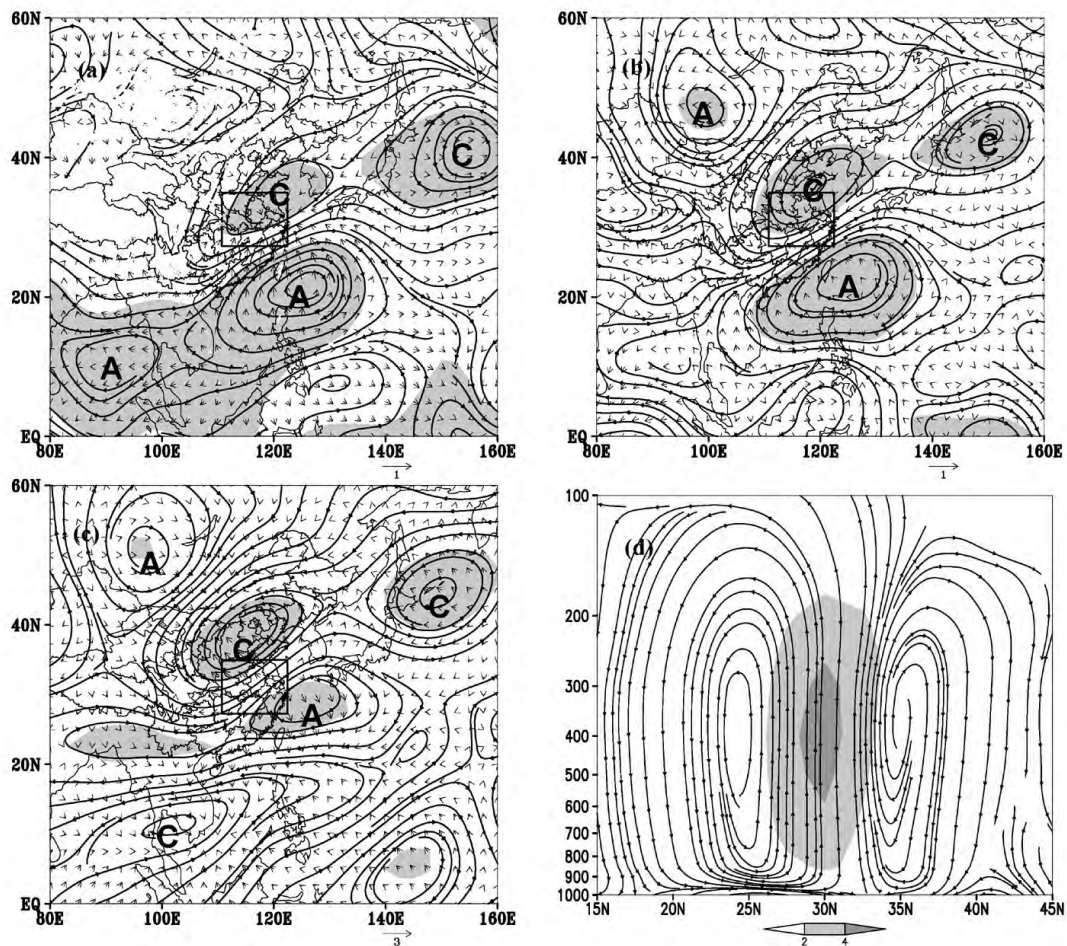 60N 60N
(a) (b)
A
40N C 40N C
C C
20N A 20N A
A
EQ EQ
80E 100E 120E 140E 160E 80E 100E 120E 140E 160E
1 1
60N 100
(c) (d)
A
200
C
40N C 300
A 400
20N 500
600
C 700
800
900
EQ 1000
80E 100E 120E 140E 160E 15N 20N 25N 30N 35N 40N 45N
3 2 4